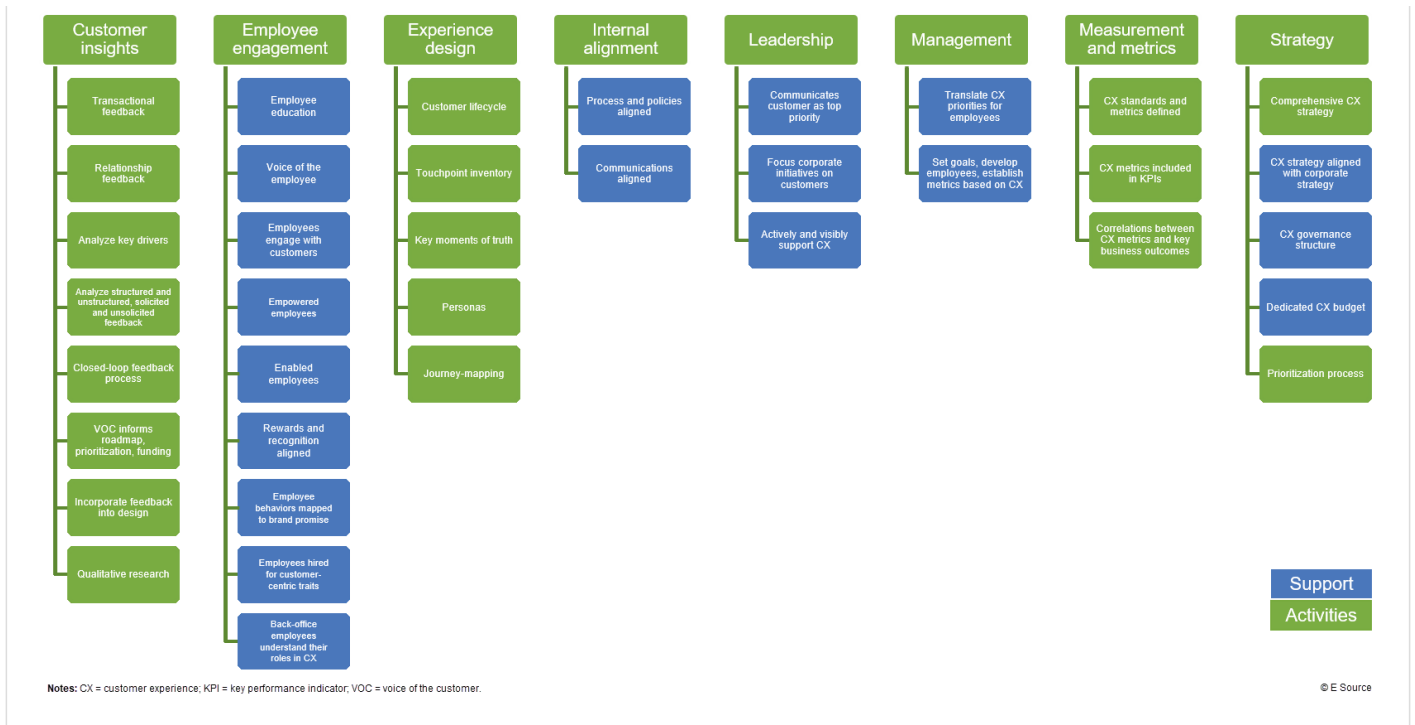 Customer
insights
Transactional
feedback
Relationship
feedback
Analyze key drivers
Analyze structured and
unstructured, solicited
and unsolicited
feedback
Closed-loop feedback
process
VOC informs
roadmap,
prioritization, funding
Incorporate feedback
into design
Qualitative research
Employee
engagement
Employee
education
Voice of the
employee
Employees
engage with
customers
Empowered
employees
Enabled
employees
Rewards and
recognition
aligned
Employee
behaviors mapped
to brand promise
Employees hired
for customer-
centric traits
Back-office
employees
understand their
roles in CX
Experience
design
Customer lifecycle
Touchpoint inventory
Key moments of truth
Personas
Journey-mapping
Internal
alignment
Process and policies
aligned
Communications
aligned
Leadership
Communicates
customer as top
priority
Focus corporate
initiatives on
customers
Actively and visibly
support CX
Management
Translate CX
priorities for
employees
Set goals, develop
employees, establish
metrics based on CX
Measurement
and metrics
CX standards and
metrics defined
CX metrics included
in KPIs
Correlations between
CX metrics and key
business outcomes
Strategy
Comprehensive CX
strategy
CX strategy aligned
with corporate
strategy
CX governance
structure
Dedicated CX budget
Prioritization process
Support
Activities
Notes: CX = customer experience; KPI = key performance indicator; VOC = voice of the customer.
© E Source